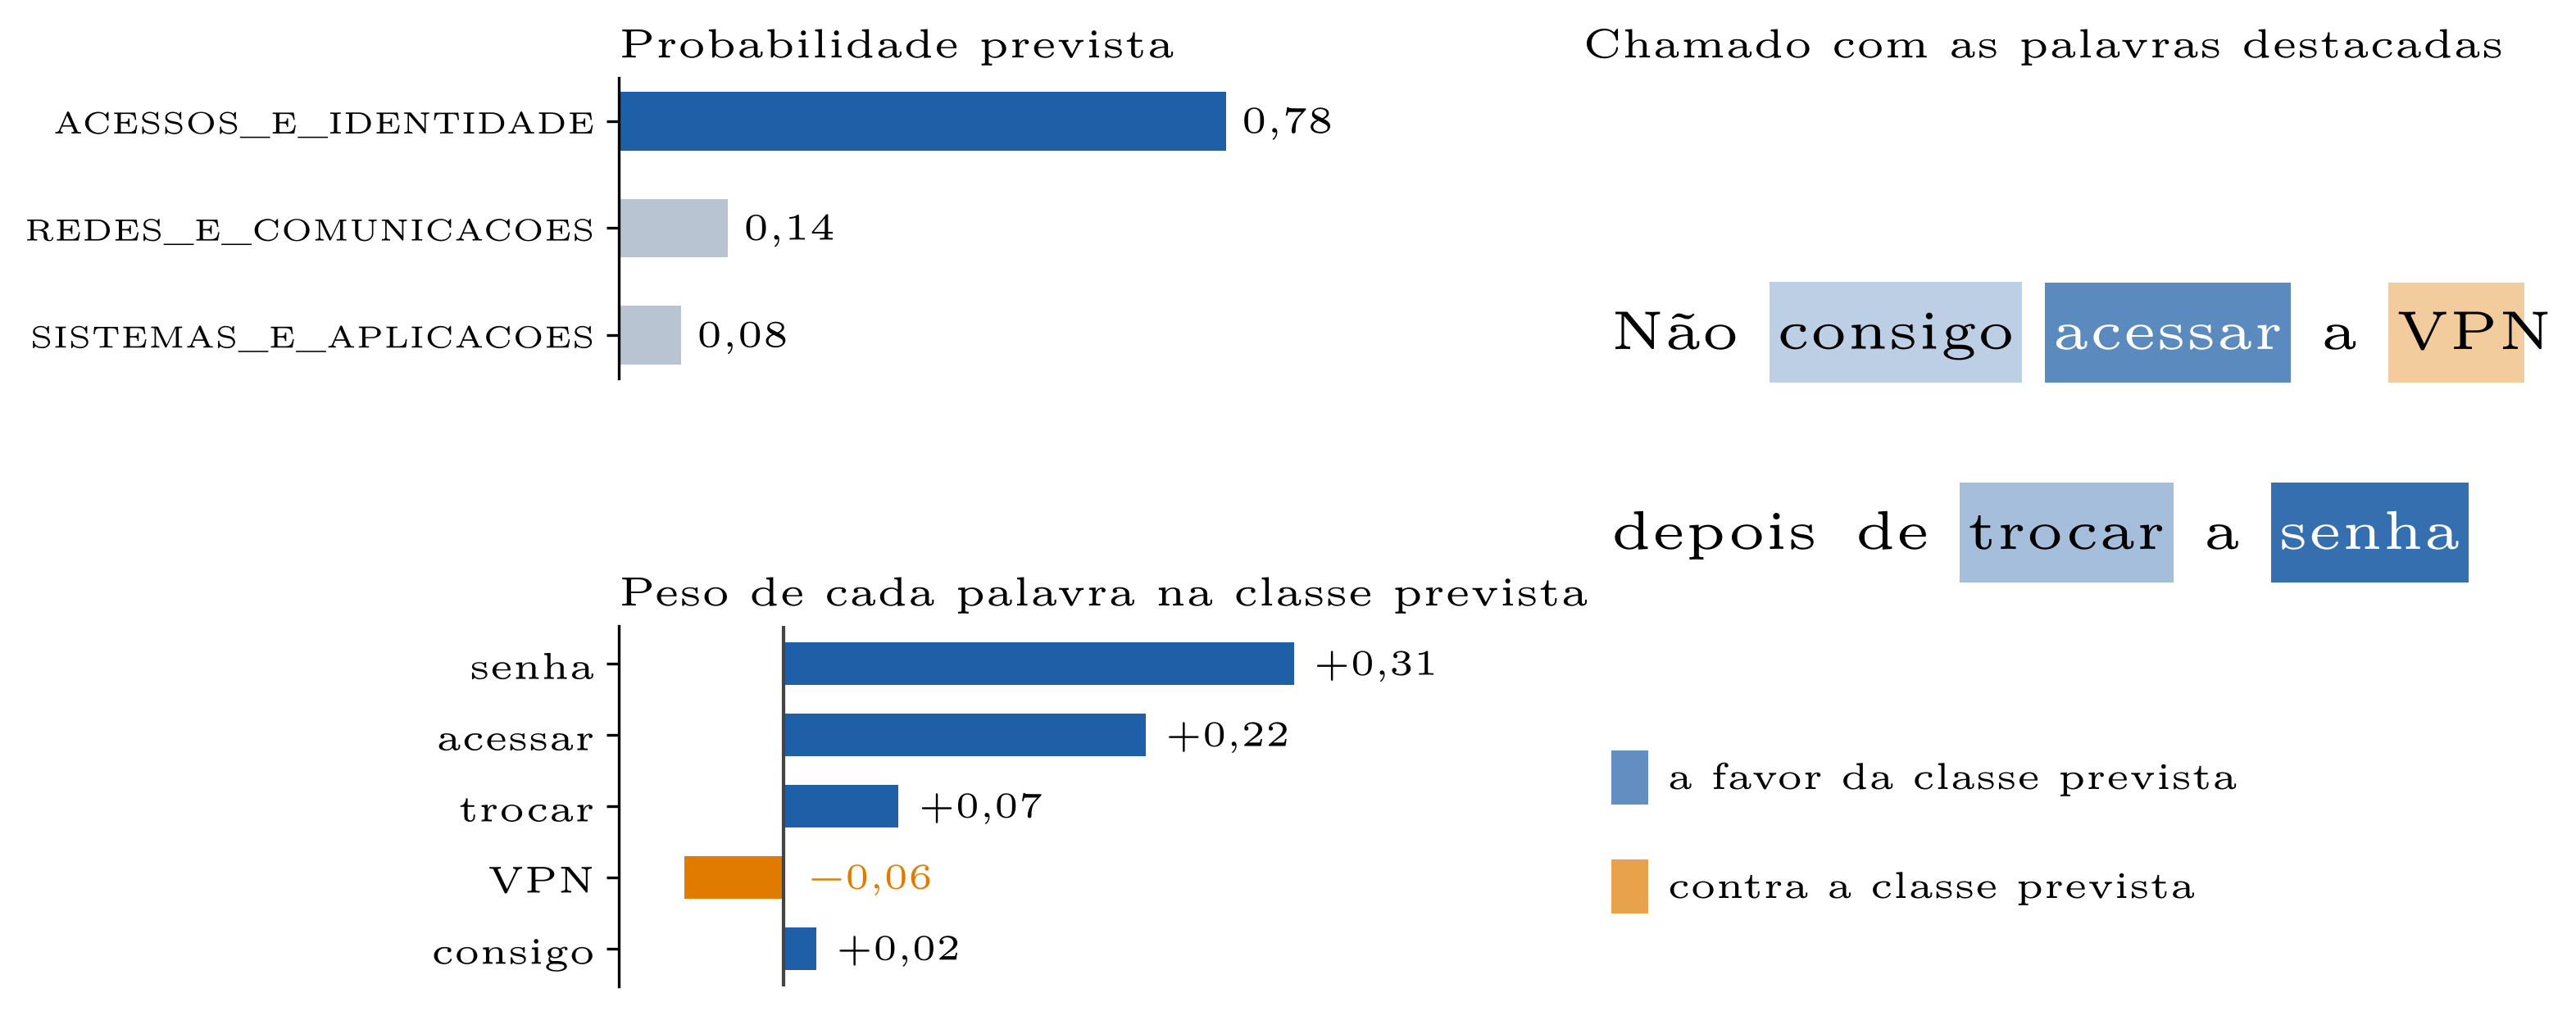 Probabilidade prevista
ACESSOS_E_IDENTIDADE
0,78
REDES_E_COMUNICACOES
0,14
SISTEMAS_E_APLICACOES
0,08
Peso de cada palavra na classe prevista
senha
+0,31
acessar
+0,22
trocar
+0,07
VPN
−0,06
consigo
+0,02
Chamado com as palavras destacadas
Não consigo acessar a VPN
depois de trocar a senha
a favor da classe prevista
contra a classe prevista